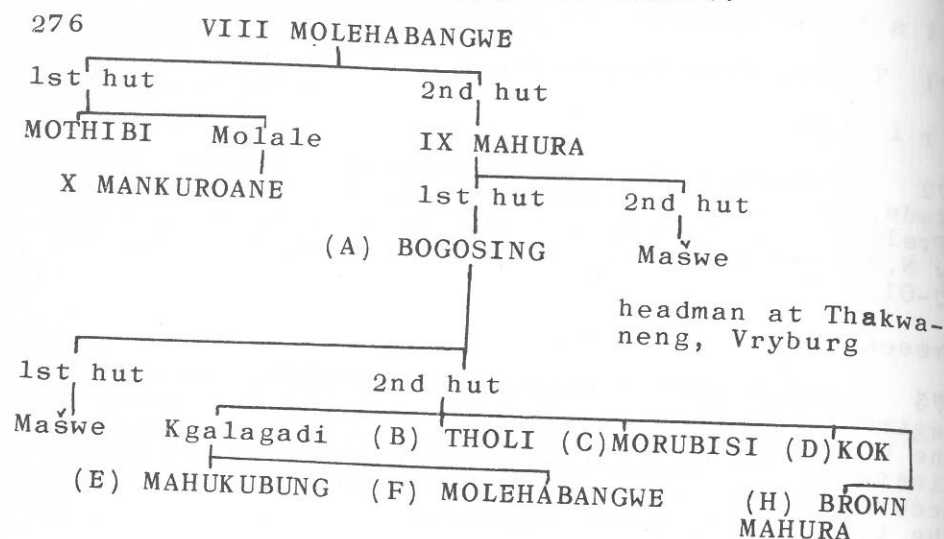 276 VIII MOLEHABANGWE
1st hut 2nd hut
MOTHIBI Molale IX MAHURA
X MANKUROANE 1st hut 2nd hut
(A) BOGOSING Mašwe
headman at Thakwa-
neng, Vryburg
1st hut 2nd hut
Mašwe Kgalagadi (B) THOLI (C) MORUBISI (D) KOK
(E) MAHUKUBUNG (F) MOLEHABANGWE (H) BROWN
MAHURA